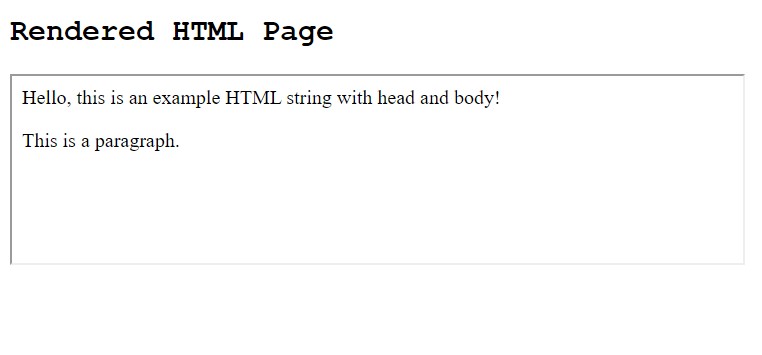 Rendered HTML Page
Hello, this is an example HTML string with head and body!
This is a paragraph.